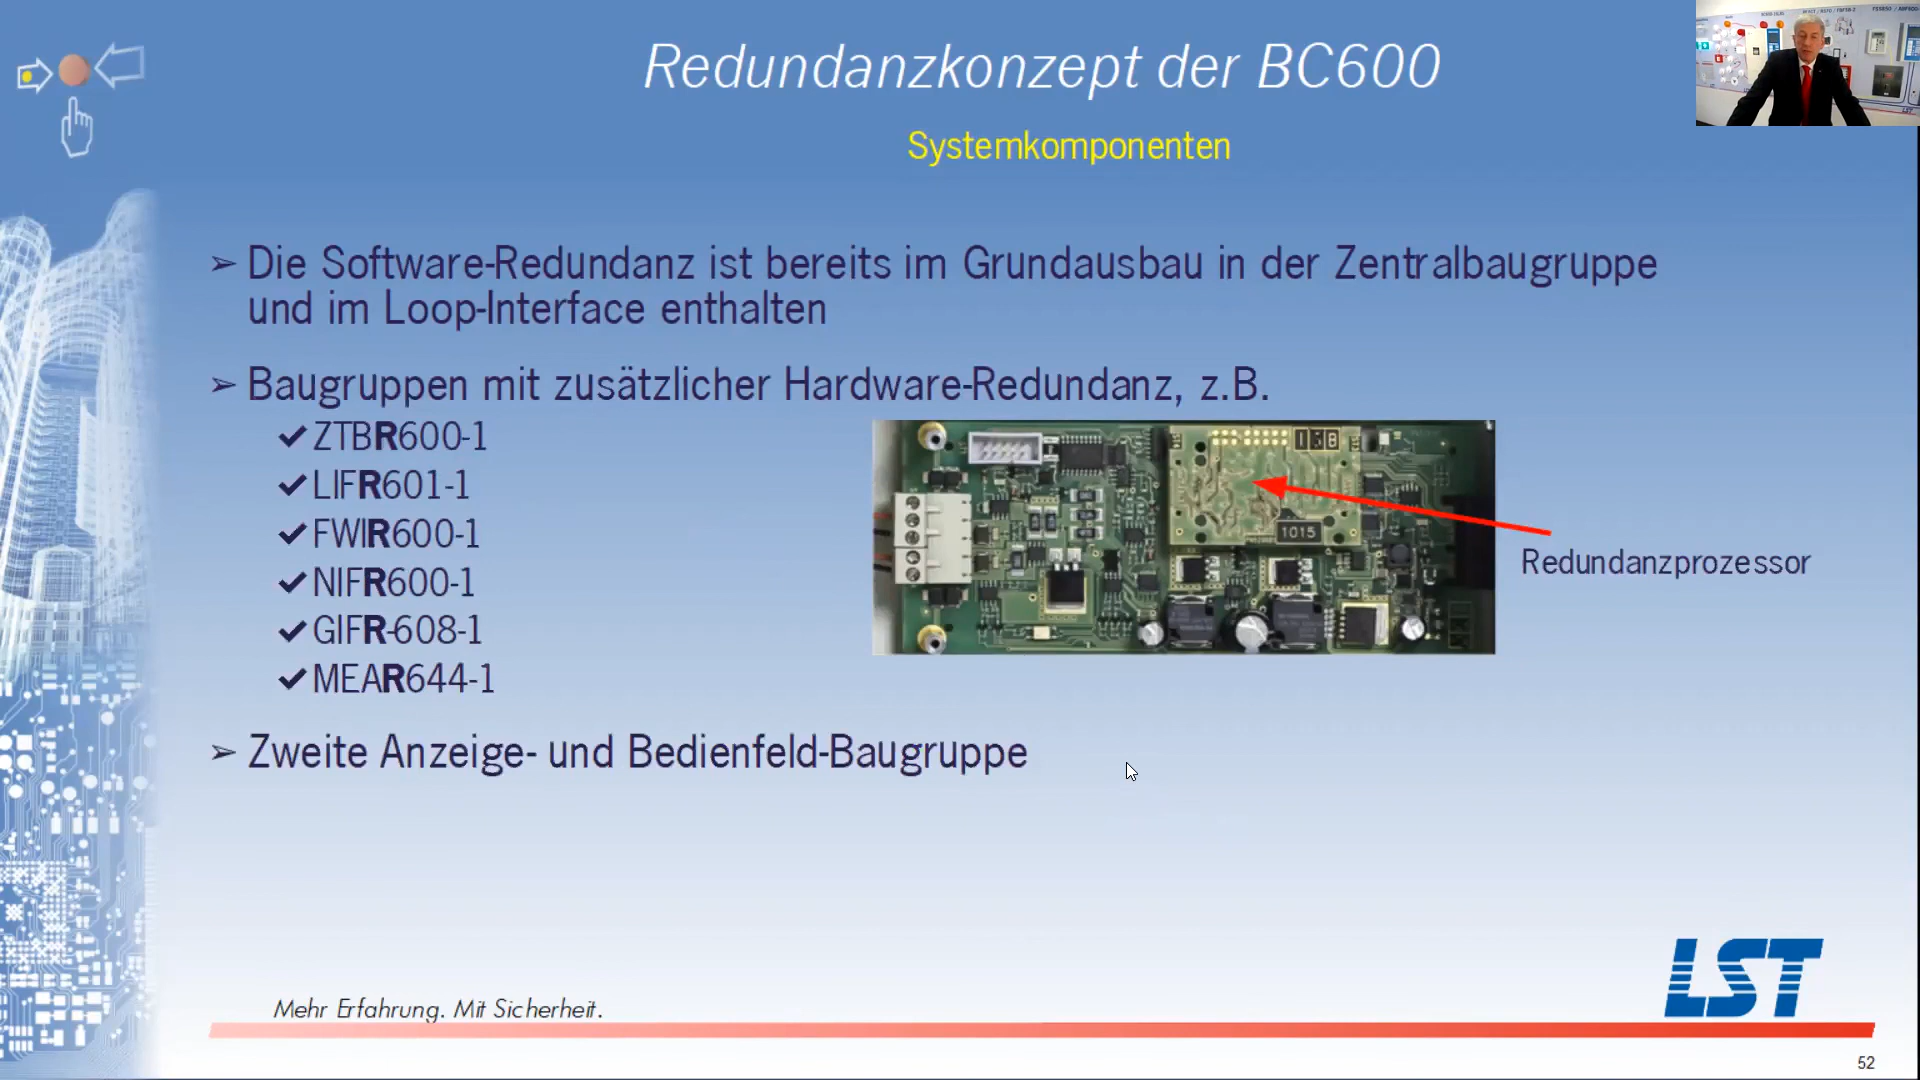 Redundanzkonzept der BC600
Systemkomponenten
➢ Die Software-Redundanz ist bereits im Grundausbau in der Zentralbaugruppe
und im Loop-Interface enthalten
➢ Baugruppen mit zusätzlicher Hardware-Redundanz, z.B.
✔ ZTBR600-1
✔ LIFR601-1
✔ FWIR600-1
✔ NIFR600-1
✔ GIFR-608-1
✔ MEAR644-1
1015
Redundanzprozessor
➢ Zweite Anzeige- und Bedienfeld-Baugruppe
LST
Mehr Erfahrung. Mit Sicherheit.
52